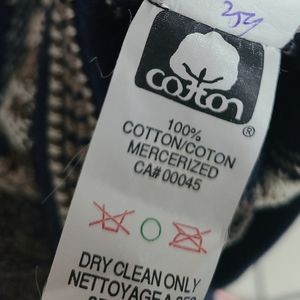 cotton
®
100%
COTTON/COTON
MERCERIZED
CA# 00045
DRY CLEAN ONLY